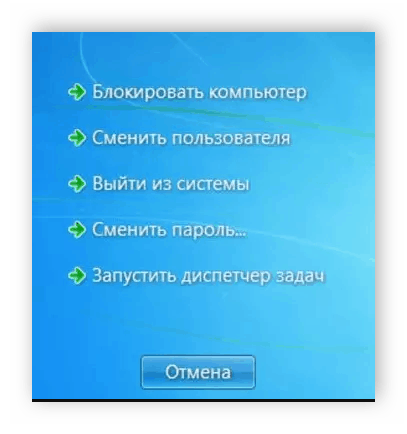 Блокировать компьютер
Сменить пользователя
Выйти из системы
Сменить пароль...
Запустить диспетчер задач
Отмена